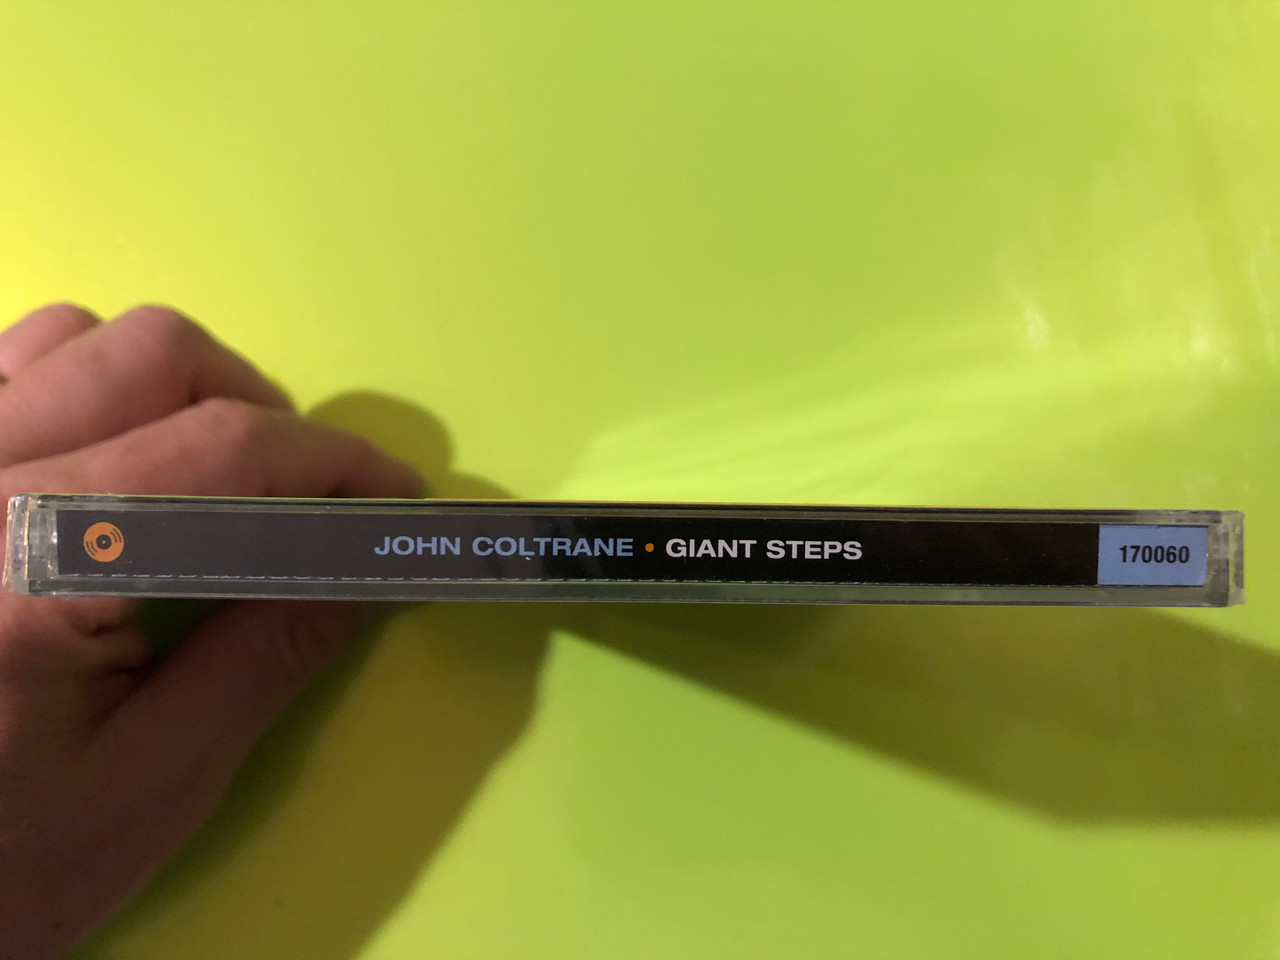 JOHN COLTRANE • GIANT STEPS 170060